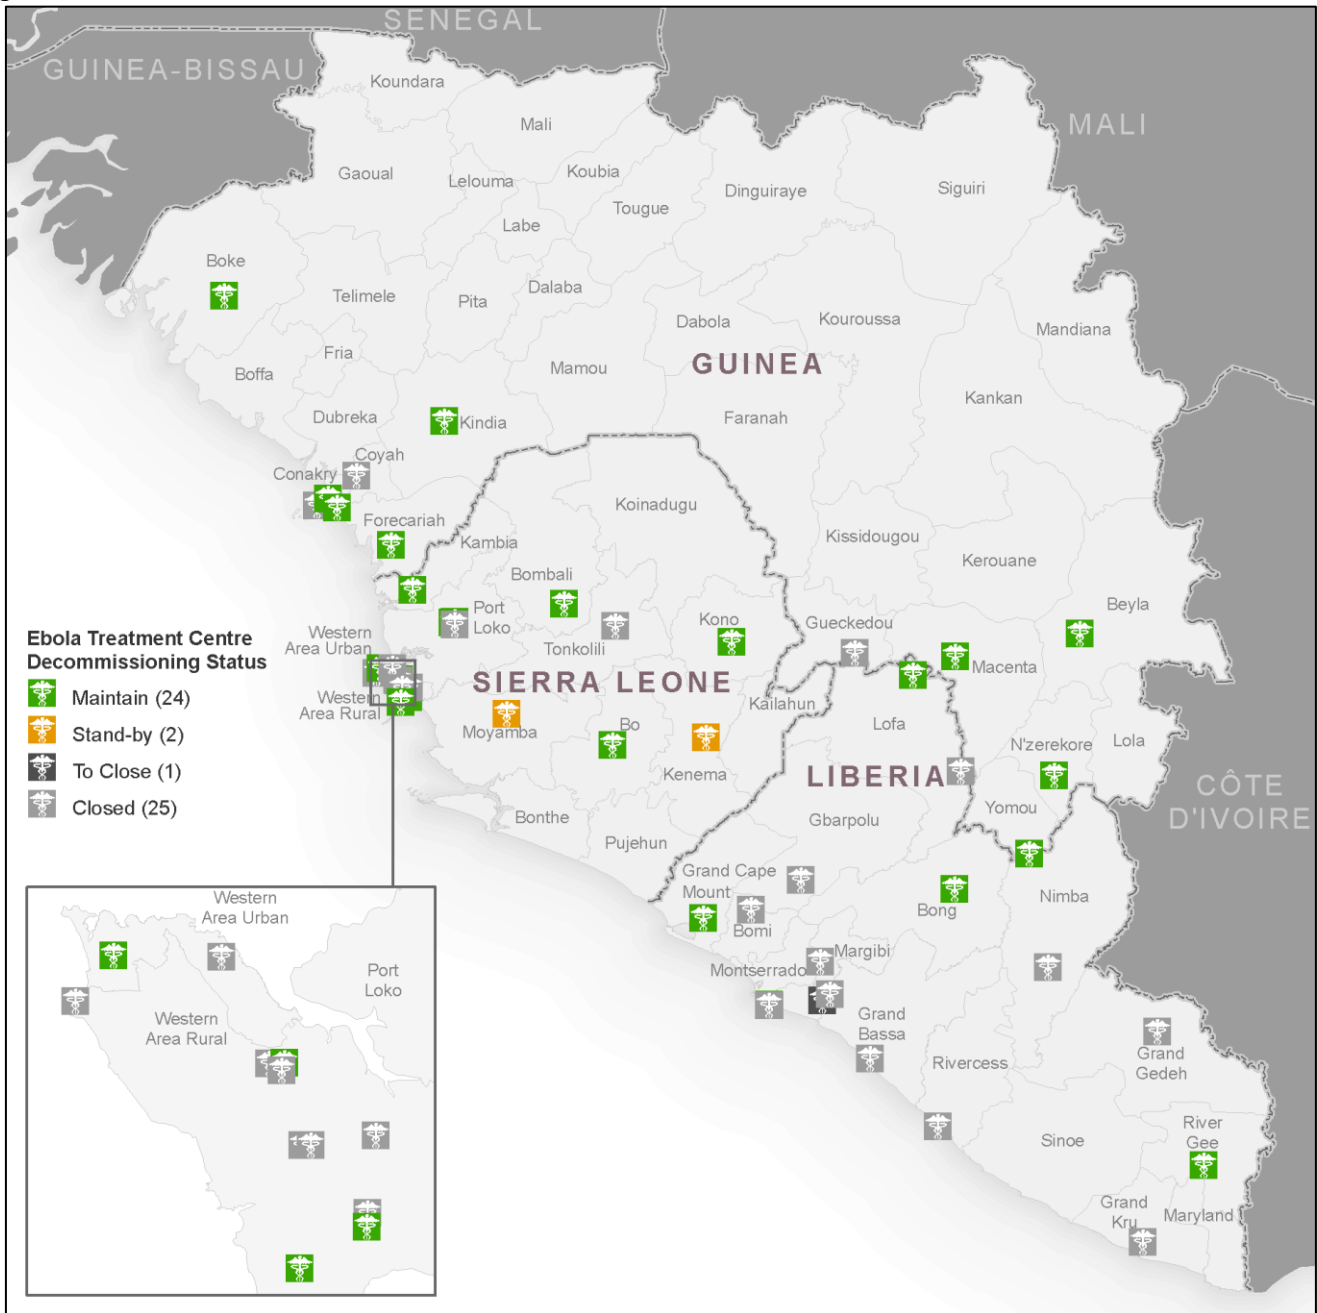 SENEGAL
GUINEA-BISSAU
MALI
Koundara
Mali
Gaoual
Lelouma
Koubia
Tougue
Dinguiraye
Siguiri
Labe
Boke
Telimele
Pita
Dalaba
Dabola
Kouroussa
Mandiana
Fria
Boffa
Mamou
GUINEA
Kankan
Dubreka
Kindia
Faranah
Coyah
Conakry
Koinadugu
Forecariah
Kambia
Kissidougou
Kerouane
Bombali
Port
Loko
Kono
Gueckedou
Beyla
Western
Area Urban
Tonkolili
Macenta
SIERRA LEONE
Western
Area Rural
Kailahun
Moyamba
Bo
Lofa
N'zerekore
Lola
Kenema
LIBERIA
CÔTE
D'IVOIRE
Bonthe
Gbarpolu
Yomou
Pujehun
Grand Cape
Mount
Bong
Nimba
Bomi
Margibi
Montserrado
Grand
Bassa
Rivercess
Grand
Gedeh
Sinoe
River
Gee
Grand
Kru
Maryland
Ebola Treatment Centre
Decommissioning Status
Maintain (24)
Stand-by (2)
To Close (1)
Closed (25)
Western
Area Urban
Port
Loko
Western
Area Rural